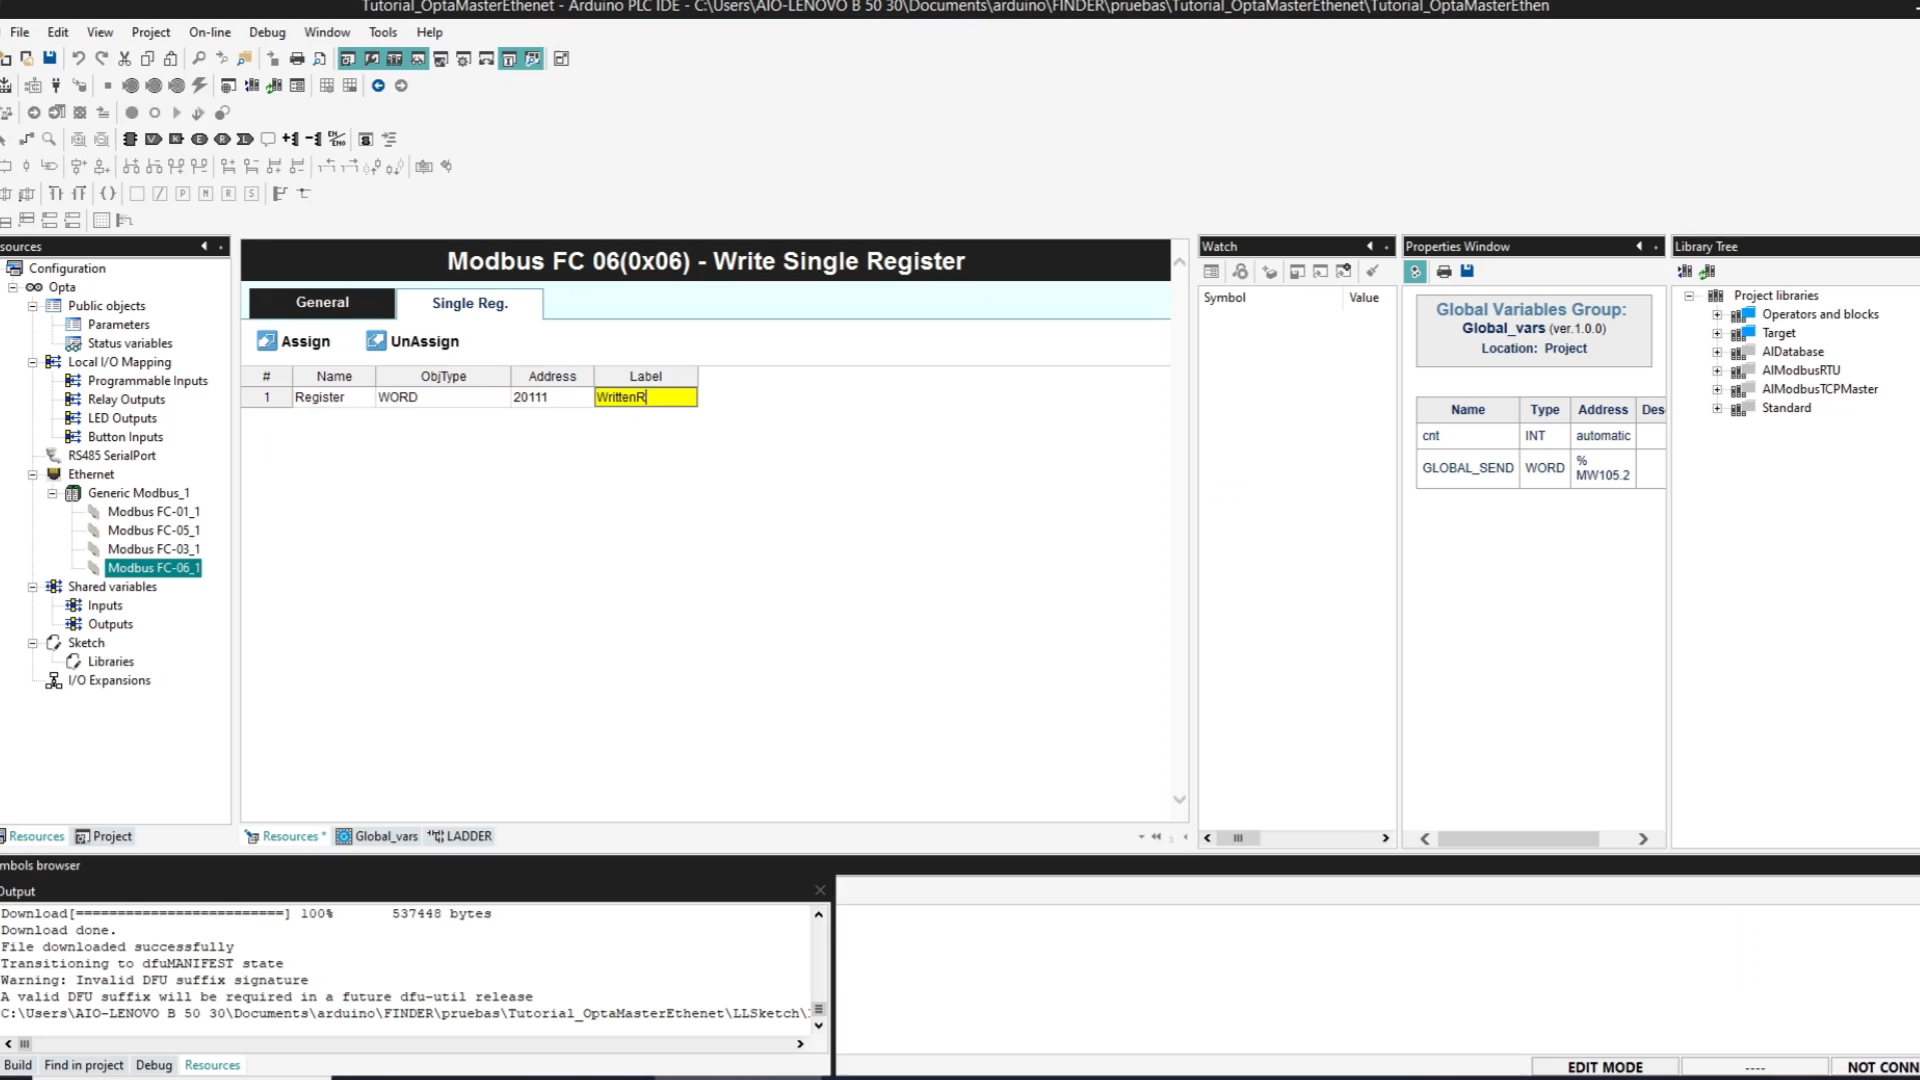 Tutorial_OptaMasterEthenet - Arduino PLC IDE - C:\Users\AIO-LENOVO B 50 30\Documents\arduino\FINDER\pruebas\Tutorial_OptaMasterEthenet\Tutorial_OptaMasterEthen
File Edit View Project On-line Debug Window Tools Help
sources
Configuration
Opta
Public objects
Parameters
Status variables
Local I/O Mapping
Programmable Inputs
Relay Outputs
LED Outputs
Button Inputs
RS485 SerialPort
Ethernet
Generic Modbus_1
Modbus FC-01_1
Modbus FC-05_1
Modbus FC-03_1
Modbus FC-06_1
Shared variables
Inputs
Outputs
Sketch
Libraries
I/O Expansions
Resources Project
Modbus FC 06(0x06) - Write Single Register
General Single Reg.
Assign UnAssign
# Name ObjType Address Label
1 Register WORD 20111 WrittenR
Resources * Global_vars LADDER
Watch
Symbol Value
Properties Window
Global Variables Group:
Global_vars (ver.1.0.0)
Location: Project
Name Type Address Des
cnt INT automatic
GLOBAL_SEND WORD %
MW105.2
Library Tree
Project libraries
Operators and blocks
Target
AlDatabase
AlModbusRTU
AlModbusTCPMaster
Standard
mbols browser
Output
Download[=========================] 100% 537448 bytes
Download done.
File downloaded successfully
Transitioning to dfuMANIFEST state
Warning: Invalid DFU suffix signature
A valid DFU suffix will be required in a future dfu-util release
C:\Users\AIO-LENOVO B 50 30\Documents\arduino\FINDER\pruebas\Tutorial_OptaMasterEthenet\LLSketch\
Build Find in project Debug Resources
EDIT MODE ---- NOT CONN